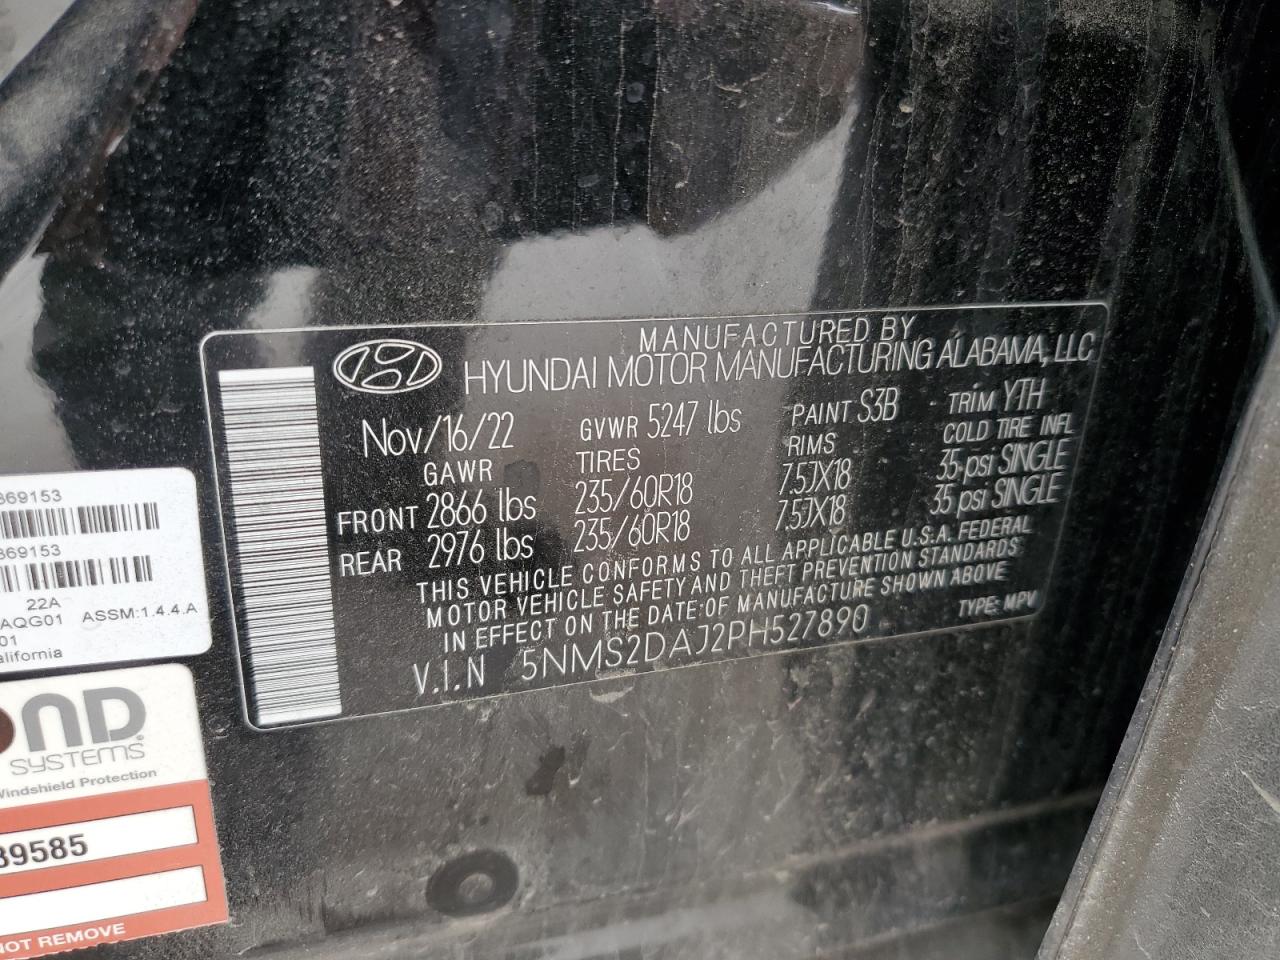 MANUFACTURED BY
HYUNDAI MOTOR MANUFACTURING ALABAMA, LLC
Nov/16/22 GVWR 5247 lbs PAINT S3B TRIM YTH
GAWR TIRES RIMS COLD TIRE INFL
FRONT 2866 lbs 235/60R18 7.5JX18 35 psi SINGLE
REAR 2976 lbs 235/60R18 7.5JX18 35 psi SINGLE
THIS VEHICLE CONFORMS TO ALL APPLICABLE U.S.A. FEDERAL
MOTOR VEHICLE SAFETY AND THEFT PREVENTION STANDARDS
IN EFFECT ON THE DATE OF MANUFACTURE SHOWN ABOVE
V.I.N 5NMS2DAJ2PH527890 TYPE: MPV
869153
869153
22A
AQG01 ASSM:1.4.4.A
01
alifornia
ND
SYSTEMS®
Windshield Protection
39585
NOT REMOVE